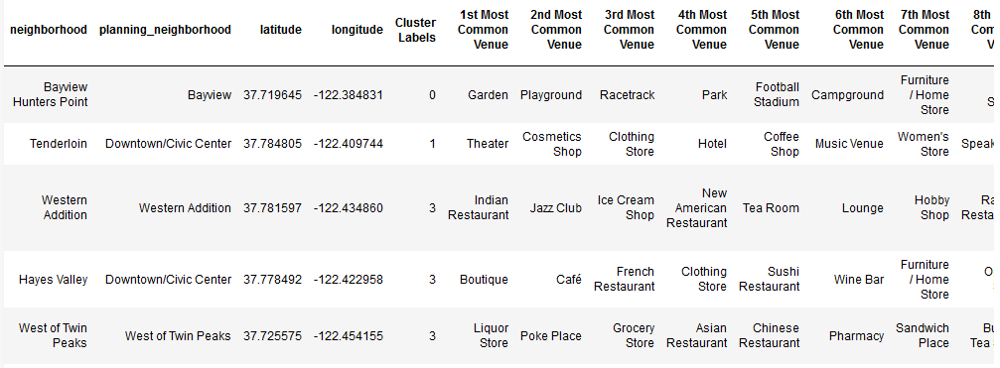 neighborhood planning_neighborhood latitude longitude Cluster Labels 1st Most Common Venue 2nd Most Common Venue 3rd Most Common Venue 4th Most Common Venue 5th Most Common Venue 6th Most Common Venue 7th Most Common Venue 8th
Bayview Hunters Point Bayview 37.719645 -122.384831 0 Garden Playground Racetrack Park Football Stadium Campground Furniture / Home Store
Tenderloin Downtown/Civic Center 37.784805 -122.409744 1 Theater Cosmetics Shop Clothing Store Hotel Coffee Shop Music Venue Women's Store
Western Addition Western Addition 37.781597 -122.434860 3 Indian Restaurant Jazz Club Ice Cream Shop New American Restaurant Tea Room Lounge Hobby Shop
Hayes Valley Downtown/Civic Center 37.778492 -122.422958 3 Boutique Café French Restaurant Clothing Store Sushi Restaurant Wine Bar Furniture / Home Store
West of Twin Peaks West of Twin Peaks 37.725575 -122.454155 3 Liquor Store Poke Place Grocery Store Asian Restaurant Chinese Restaurant Pharmacy Sandwich Place Tea